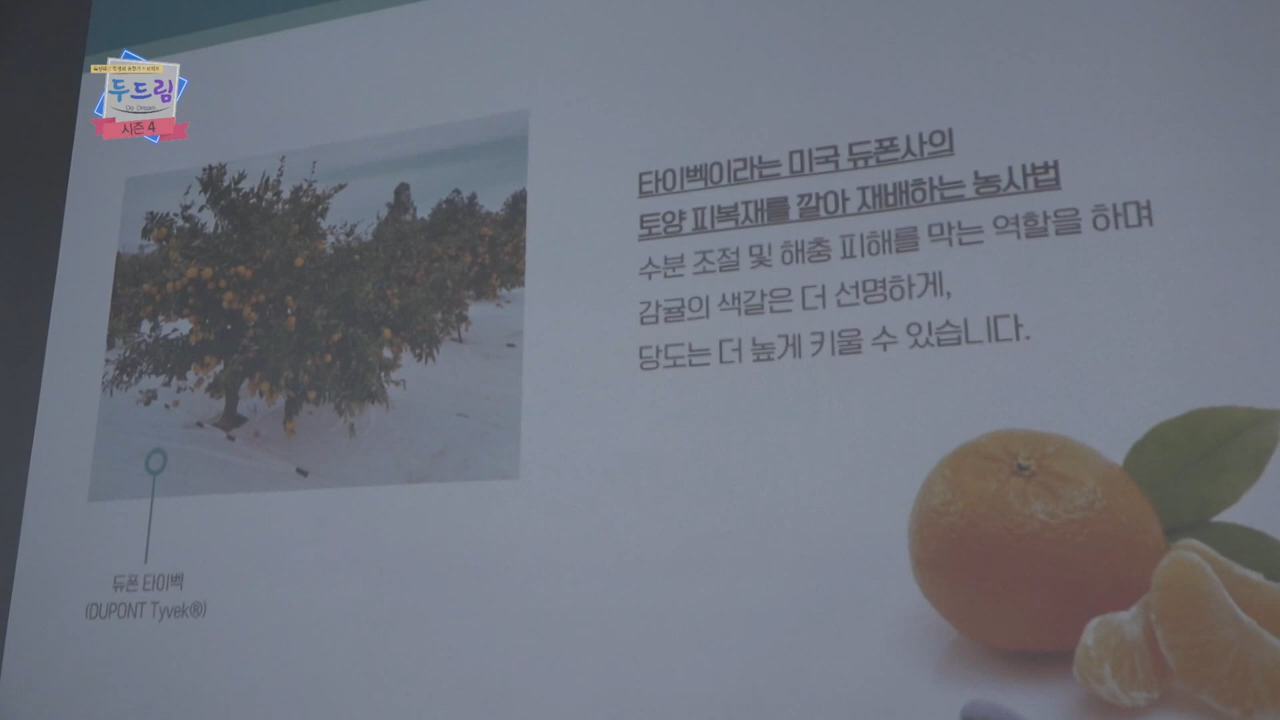 두드림
Do Dream
시즌 4
타이벡이라는 미국 듀폰사의
토양 피복재를 깔아 재배하는 농사법
수분 조절 및 해충 피해를 막는 역할을 하며
감귤의 색갈은 더 선명하게,
당도는 더 높게 키울 수 있습니다.
듀폰 타이벡
(DUPONT Tyvek®)